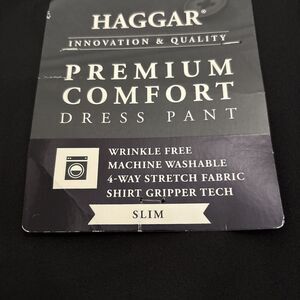 HAGGAR®
INNOVATION & QUALITY
PREMIUM
COMFORT
DRESS PANT
WRINKLE FREE
MACHINE WASHABLE
4-WAY STRETCH FABRIC
SHIRT GRIPPER TECH
SLIM